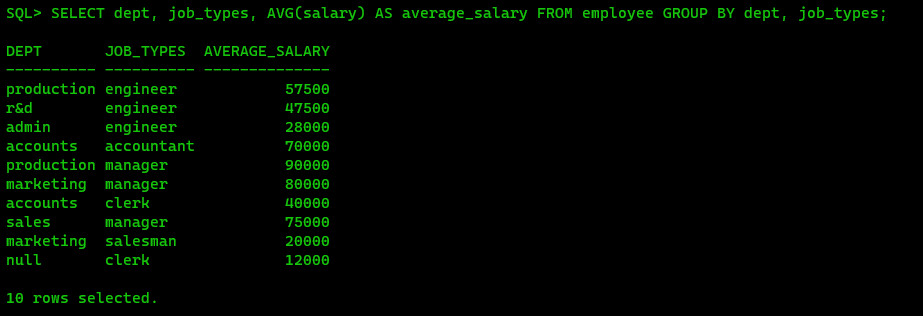 SQL> SELECT dept, job_types, AVG(salary) AS average_salary FROM employee GROUP BY dept, job_types;
DEPT       JOB_TYPES  AVERAGE_SALARY
---------- ---------- --------------
production engineer            57500
r&d        engineer            47500
admin      engineer            28000
accounts   accountant          70000
production manager             90000
marketing  manager             80000
accounts   clerk               40000
sales      manager             75000
marketing  salesman            20000
null       clerk               12000
10 rows selected.